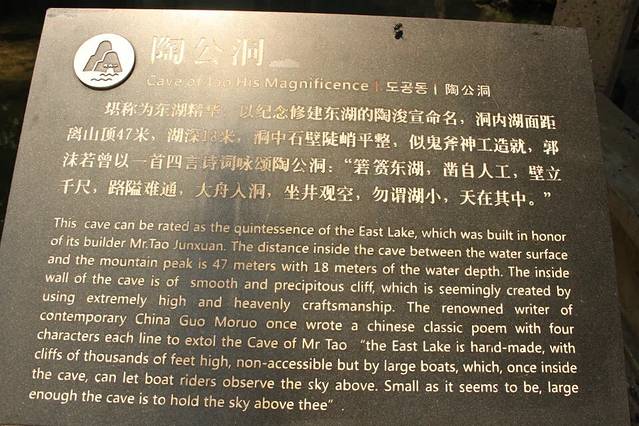 陶公洞
Cave of Tao His Magnificence | 도공동 | 陶公洞
堪称为东湖精华，以纪念修建东湖的陶浚宣命名，洞内湖面距
离山顶47米，湖深18米，洞中石壁陡峭平整，似鬼斧神工造就，郭
沫若曾以一首四言诗词咏颂陶公洞：“箬篑东湖，凿自人工，壁立
千尺，路隘难通，大舟入洞，坐井观空，勿谓湖小，天在其中。”
This cave can be rated as the quintessence of the East Lake, which was built in honor
of its builder Mr.Tao Junxuan. The distance inside the cave between the water surface
and the mountain peak is 47 meters with 18 meters of the water depth. The inside
wall of the cave is of smooth and precipitous cliff, which is seemingly created by
using extremely high and heavenly craftsmanship. The renowned writer of
contemporary China Guo Moruo once wrote a chinese classic poem with four
characters each line to extol the Cave of Mr Tao “the East Lake is hand-made, with
cliffs of thousands of feet high, non-accessible but by large boats, which, once inside
the cave, can let boat riders observe the sky above. Small as it seems to be, large
enough the cave is to hold the sky above thee”